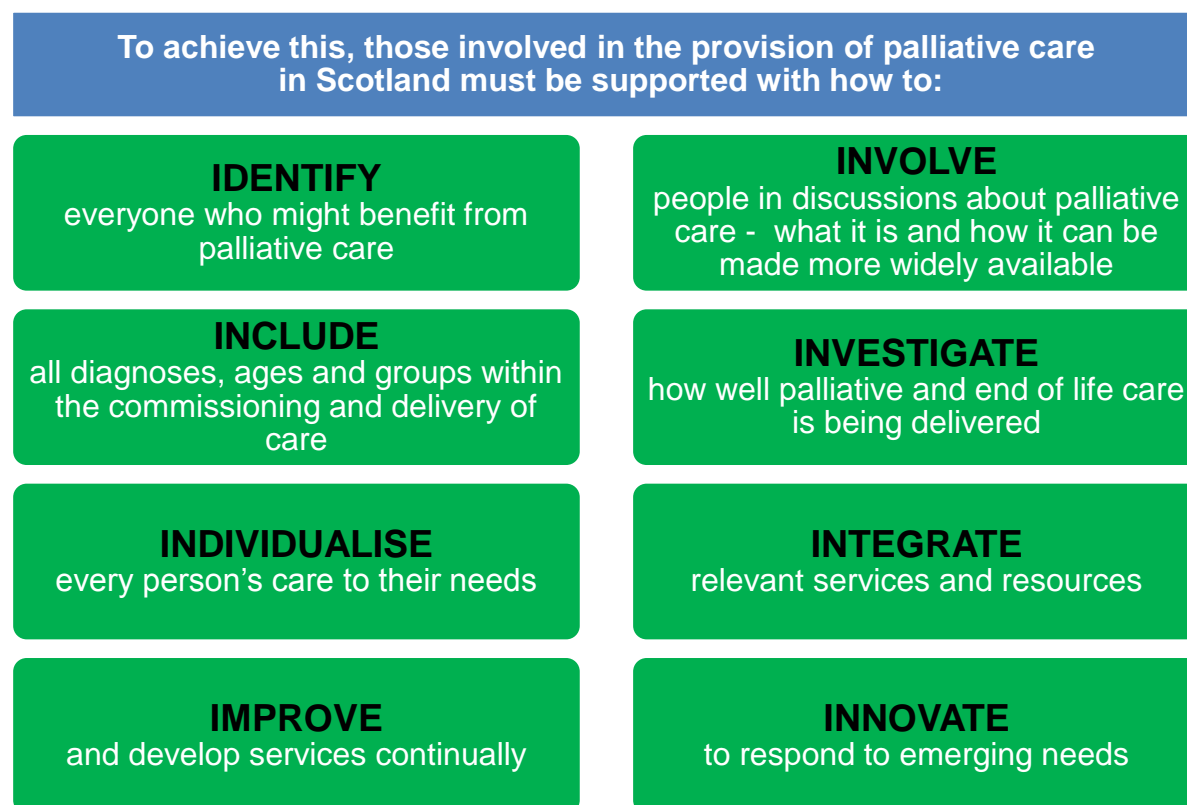 To achieve this, those involved in the provision of palliative care
in Scotland must be supported with how to:
IDENTIFY
everyone who might benefit from
palliative care
INVOLVE
people in discussions about palliative
care - what it is and how it can be
made more widely available
INCLUDE
all diagnoses, ages and groups within
the commissioning and delivery of
care
INVESTIGATE
how well palliative and end of life care
is being delivered
INDIVIDUALISE
every person’s care to their needs
INTEGRATE
relevant services and resources
IMPROVE
and develop services continually
INNOVATE
to respond to emerging needs